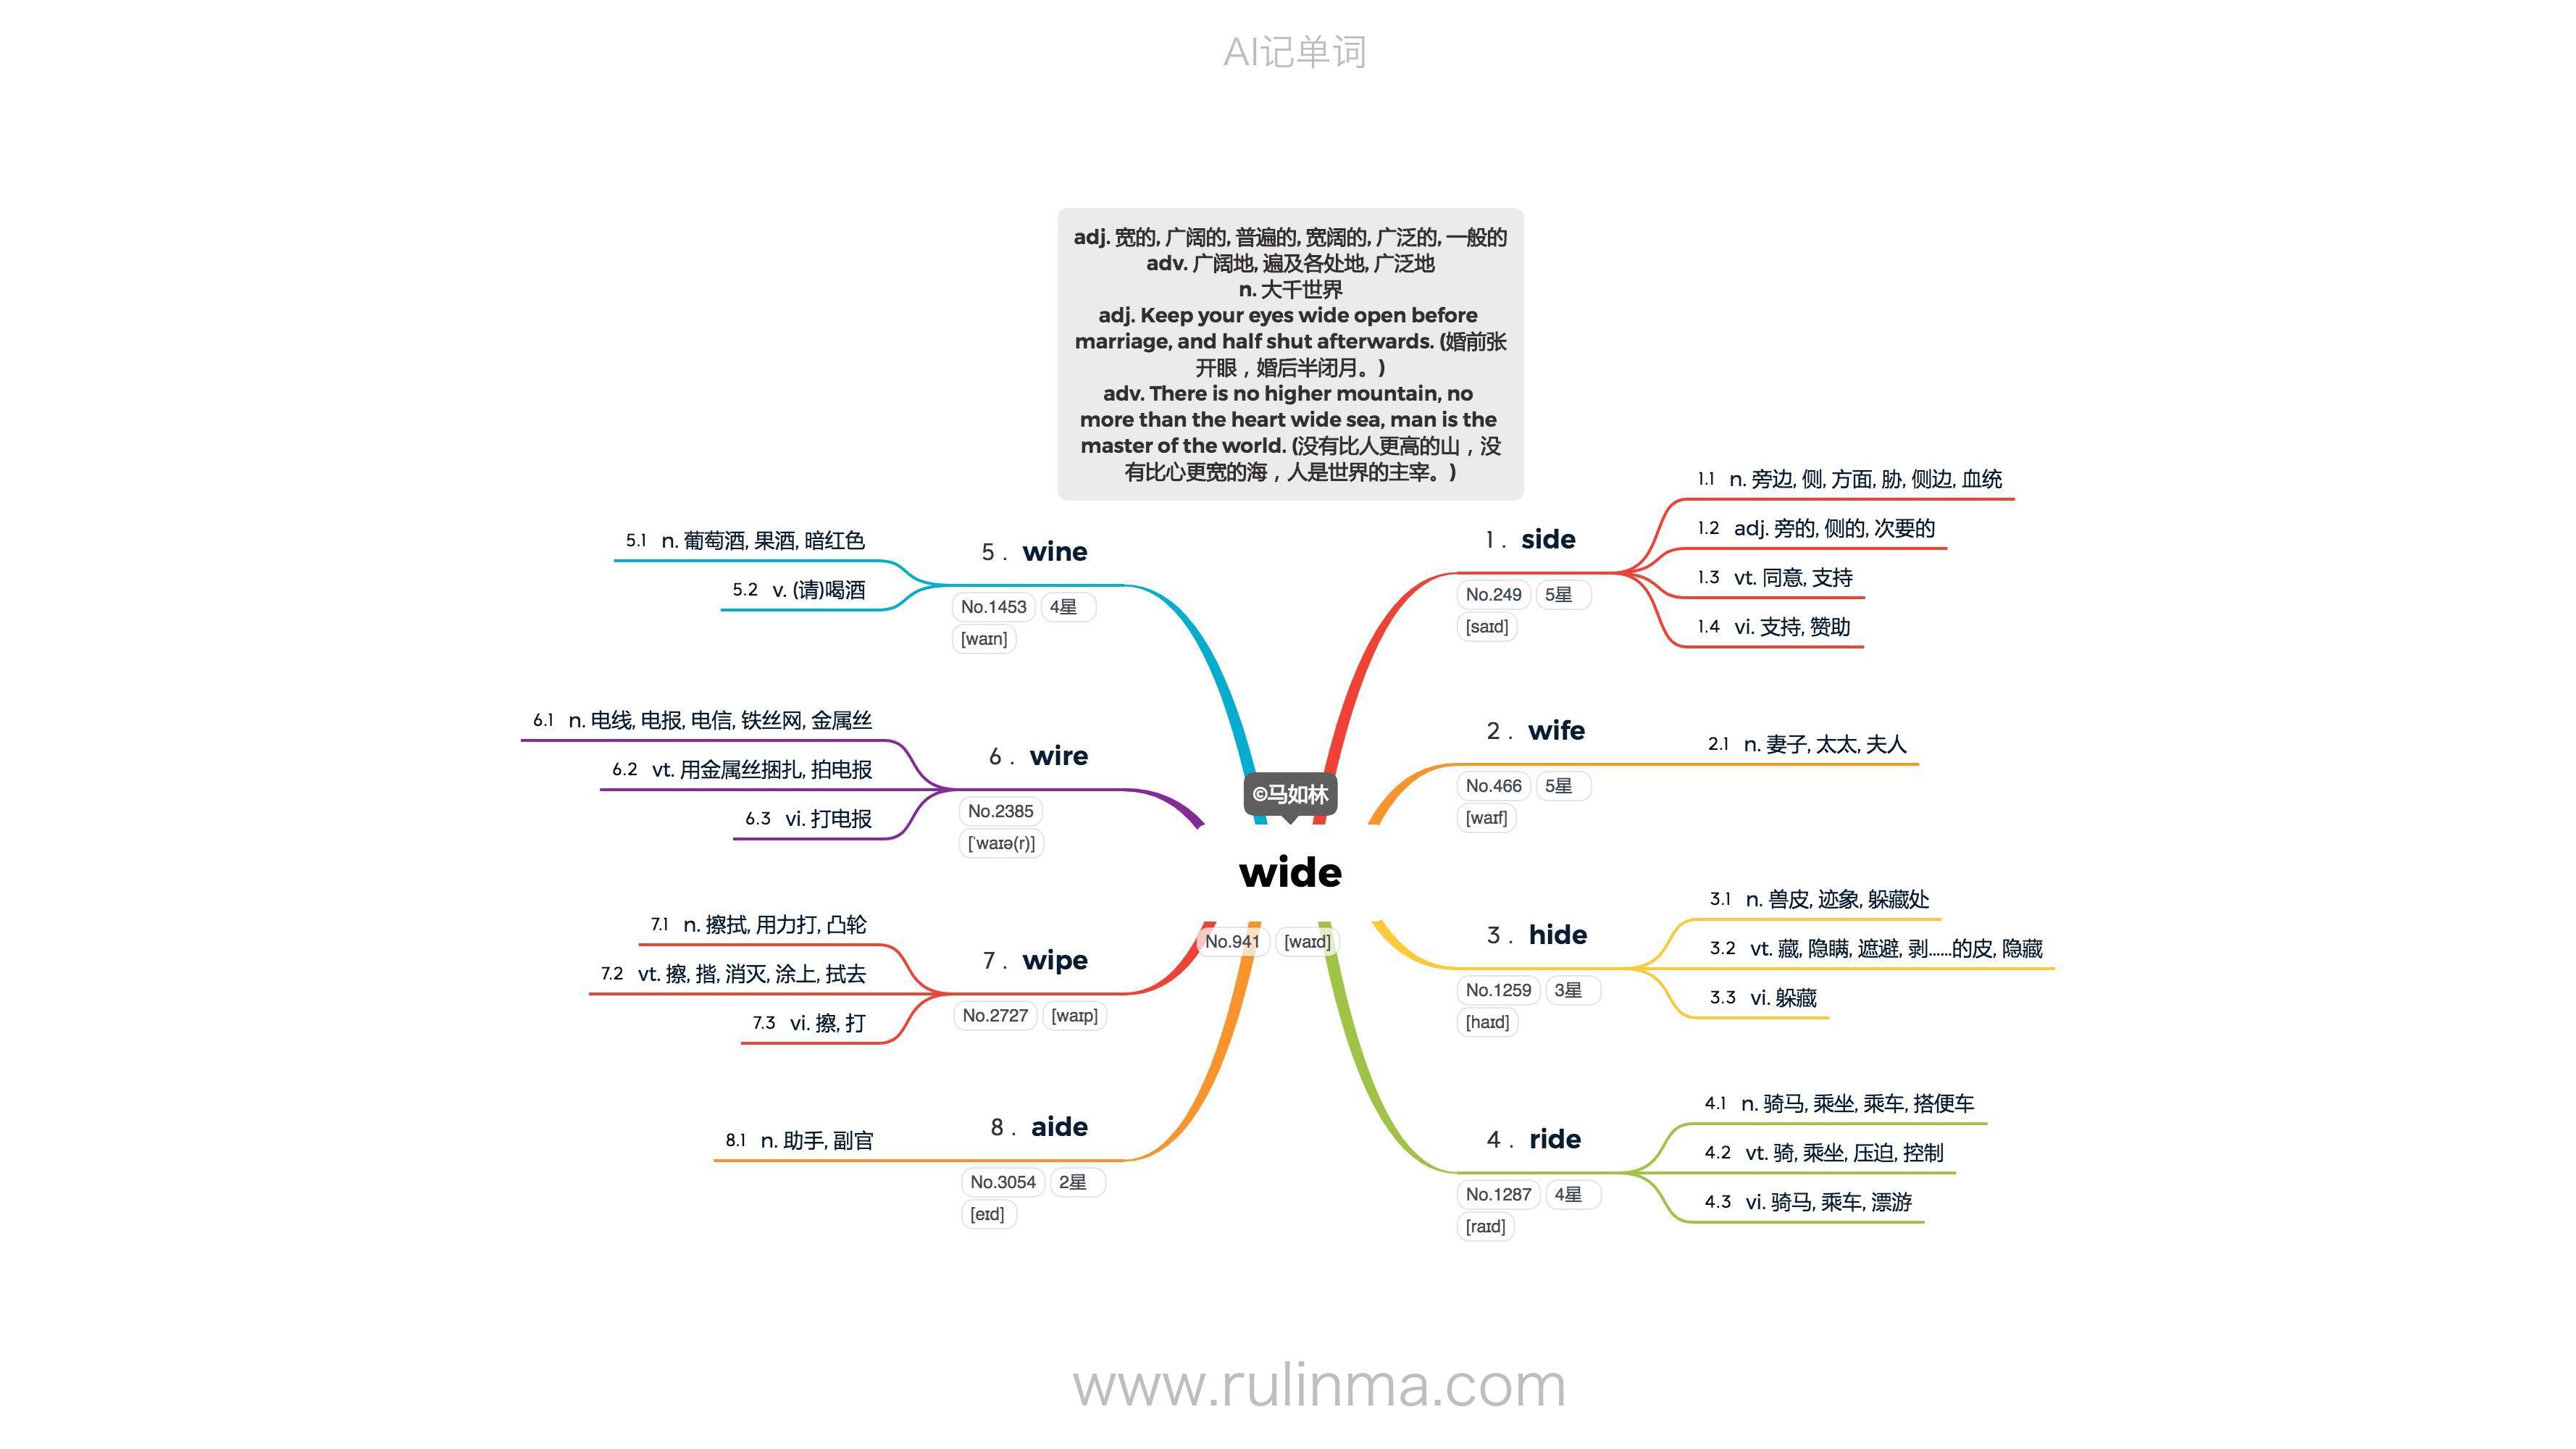 AI记单词
adj. 宽的, 广阔的, 普遍的, 宽阔的, 广泛的, 一般的
adv. 广阔地, 遍及各处地, 广泛地
n. 大千世界
adj. Keep your eyes wide open before
marriage, and half shut afterwards. (婚前张
开眼，婚后半闭月。)
adv. There is no higher mountain, no
more than the heart wide sea, man is the
master of the world. (没有比人更高的山，没
有比心更宽的海，人是世界的主宰。)
©马如林
wide
No.941 [waɪd]
1 . side
No.249 5星
[saɪd]
1.1 n. 旁边, 侧, 方面, 胁, 侧边, 血统
1.2 adj. 旁的, 侧的, 次要的
1.3 vt. 同意, 支持
1.4 vi. 支持, 赞助
2 . wife
No.466 5星
[waɪf]
2.1 n. 妻子, 太太, 夫人
3 . hide
No.1259 3星
[haɪd]
3.1 n. 兽皮, 迹象, 躲藏处
3.2 vt. 藏, 隐瞒, 遮避, 剥……的皮, 隐藏
3.3 vi. 躲藏
4 . ride
No.1287 4星
[raɪd]
4.1 n. 骑马, 乘坐, 乘车, 搭便车
4.2 vt. 骑, 乘坐, 压迫, 控制
4.3 vi. 骑马, 乘车, 漂游
5 . wine
No.1453 4星
[waɪn]
5.1 n. 葡萄酒, 果酒, 暗红色
5.2 v. (请)喝酒
6 . wire
No.2385
[ˈwaɪə(r)]
6.1 n. 电线, 电报, 电信, 铁丝网, 金属丝
6.2 vt. 用金属丝捆扎, 拍电报
6.3 vi. 打电报
7 . wipe
No.2727 [waɪp]
7.1 n. 擦拭, 用力打, 凸轮
7.2 vt. 擦, 揩, 消灭, 涂上, 拭去
7.3 vi. 擦, 打
8 . aide
No.3054 2星
[eɪd]
8.1 n. 助手, 副官
www.rulinma.com